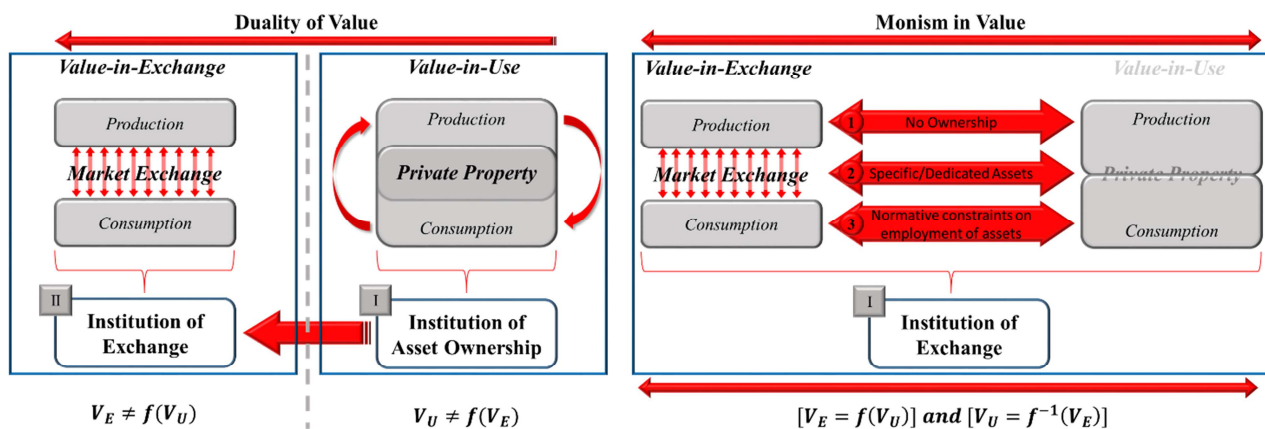 Duality of Value
Value-in-Exchange
Production
Market Exchange
Consumption
II
Institution of
Exchange
V_E ≠ f(V_U)
Value-in-Use
Production
Private Property
Consumption
I
Institution of
Asset Ownership
V_U ≠ f(V_E)
Monism in Value
Value-in-Exchange
Value-in-Use
Production
1 No Ownership
Production
Market Exchange
2 Specific/Dedicated Assets
Private Property
Consumption
3 Normative constraints on
employment of assets
Consumption
I
Institution of
Exchange
[V_E = f(V_U)] and [V_U = f⁻¹(V_E)]